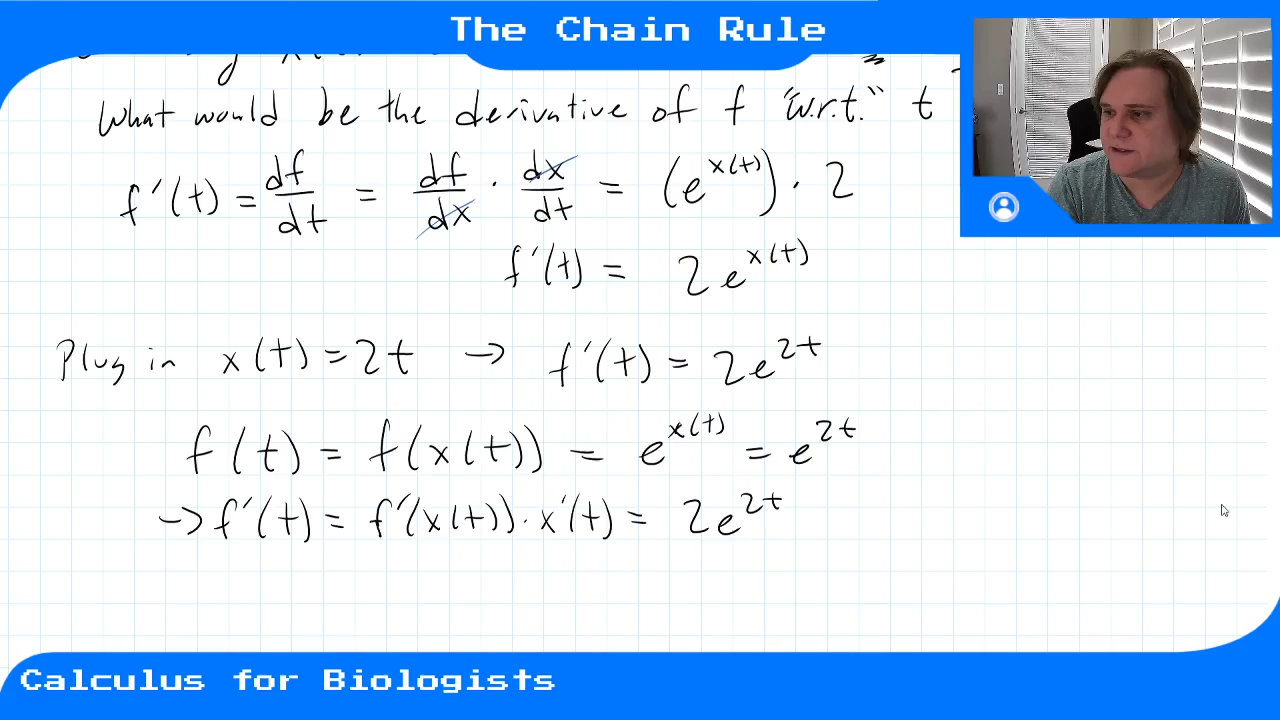 The Chain Rule
What would be the derivative of f "w.r.t." t
f'(t) = df/dt = df/dx · dx/dt = (e^x(t)) · 2
f'(t) = 2e^x(t)
Plug in x(t) = 2t → f'(t) = 2e^2t
f(t) = f(x(t)) = e^x(t) = e^2t
→ f'(t) = f'(x(t)) · x'(t) = 2e^2t
Calculus for Biologists